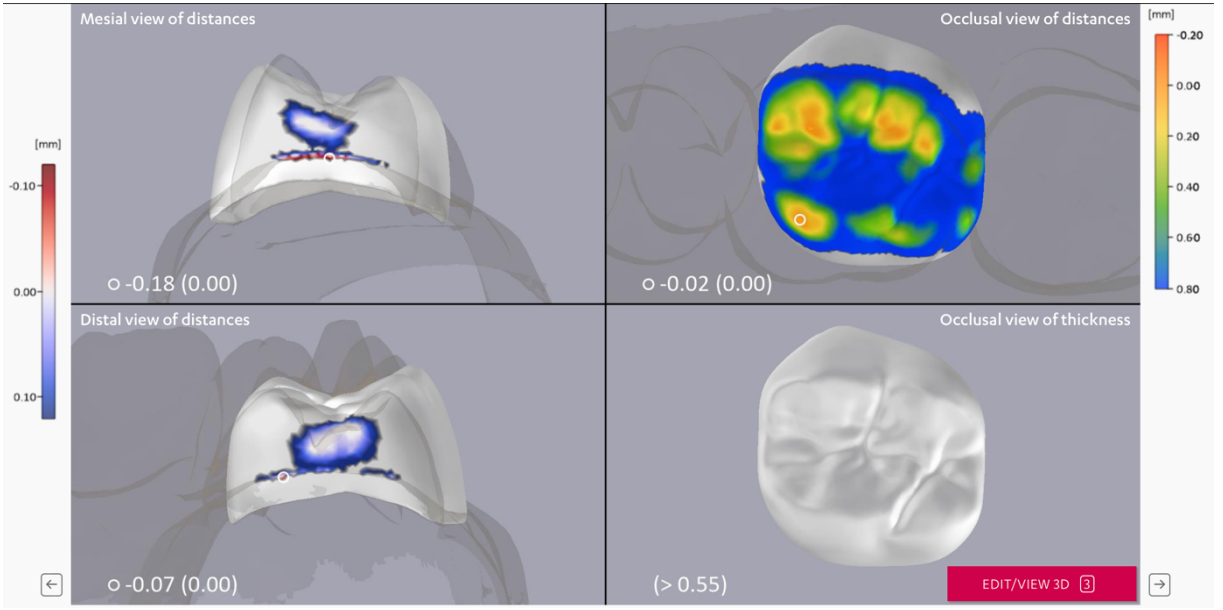 Mesial view of distances
Occlusal view of distances
[mm]
-0.20
0.00
0.20
0.40
0.60
0.80
[mm]
-0.10
0.00
0.10
-0.18 (0.00)
-0.02 (0.00)
Distal view of distances
Occlusal view of thickness
-0.07 (0.00)
(> 0.55)
EDIT/VIEW 3D 3